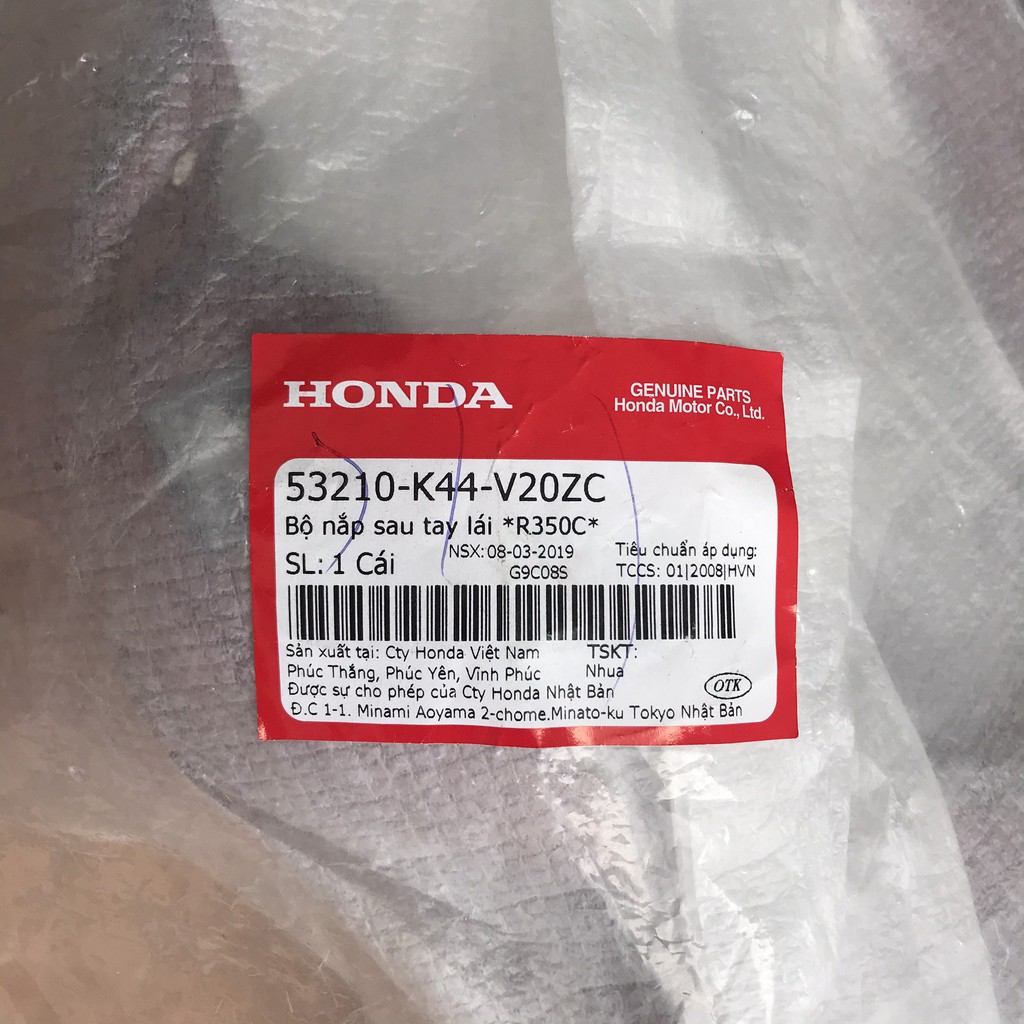 HONDA
GENUINE PARTS
Honda Motor Co., Ltd.
53210-K44-V20ZC
Bộ nắp sau tay lái *R350C*
SL: 1 Cái
NSX: 08-03-2019
G9C08S
Tiêu chuẩn áp dụng:
TCCS: 01|2008|HVN
Sản xuất tại: Cty Honda Việt Nam
Phúc Thắng, Phúc Yên, Vĩnh Phúc
TSKT:
Nhua
Được sự cho phép của Cty Honda Nhật Bản
Đ.C 1-1. Minami Aoyama 2-chome.Minato-ku Tokyo Nhật Bản
OTK